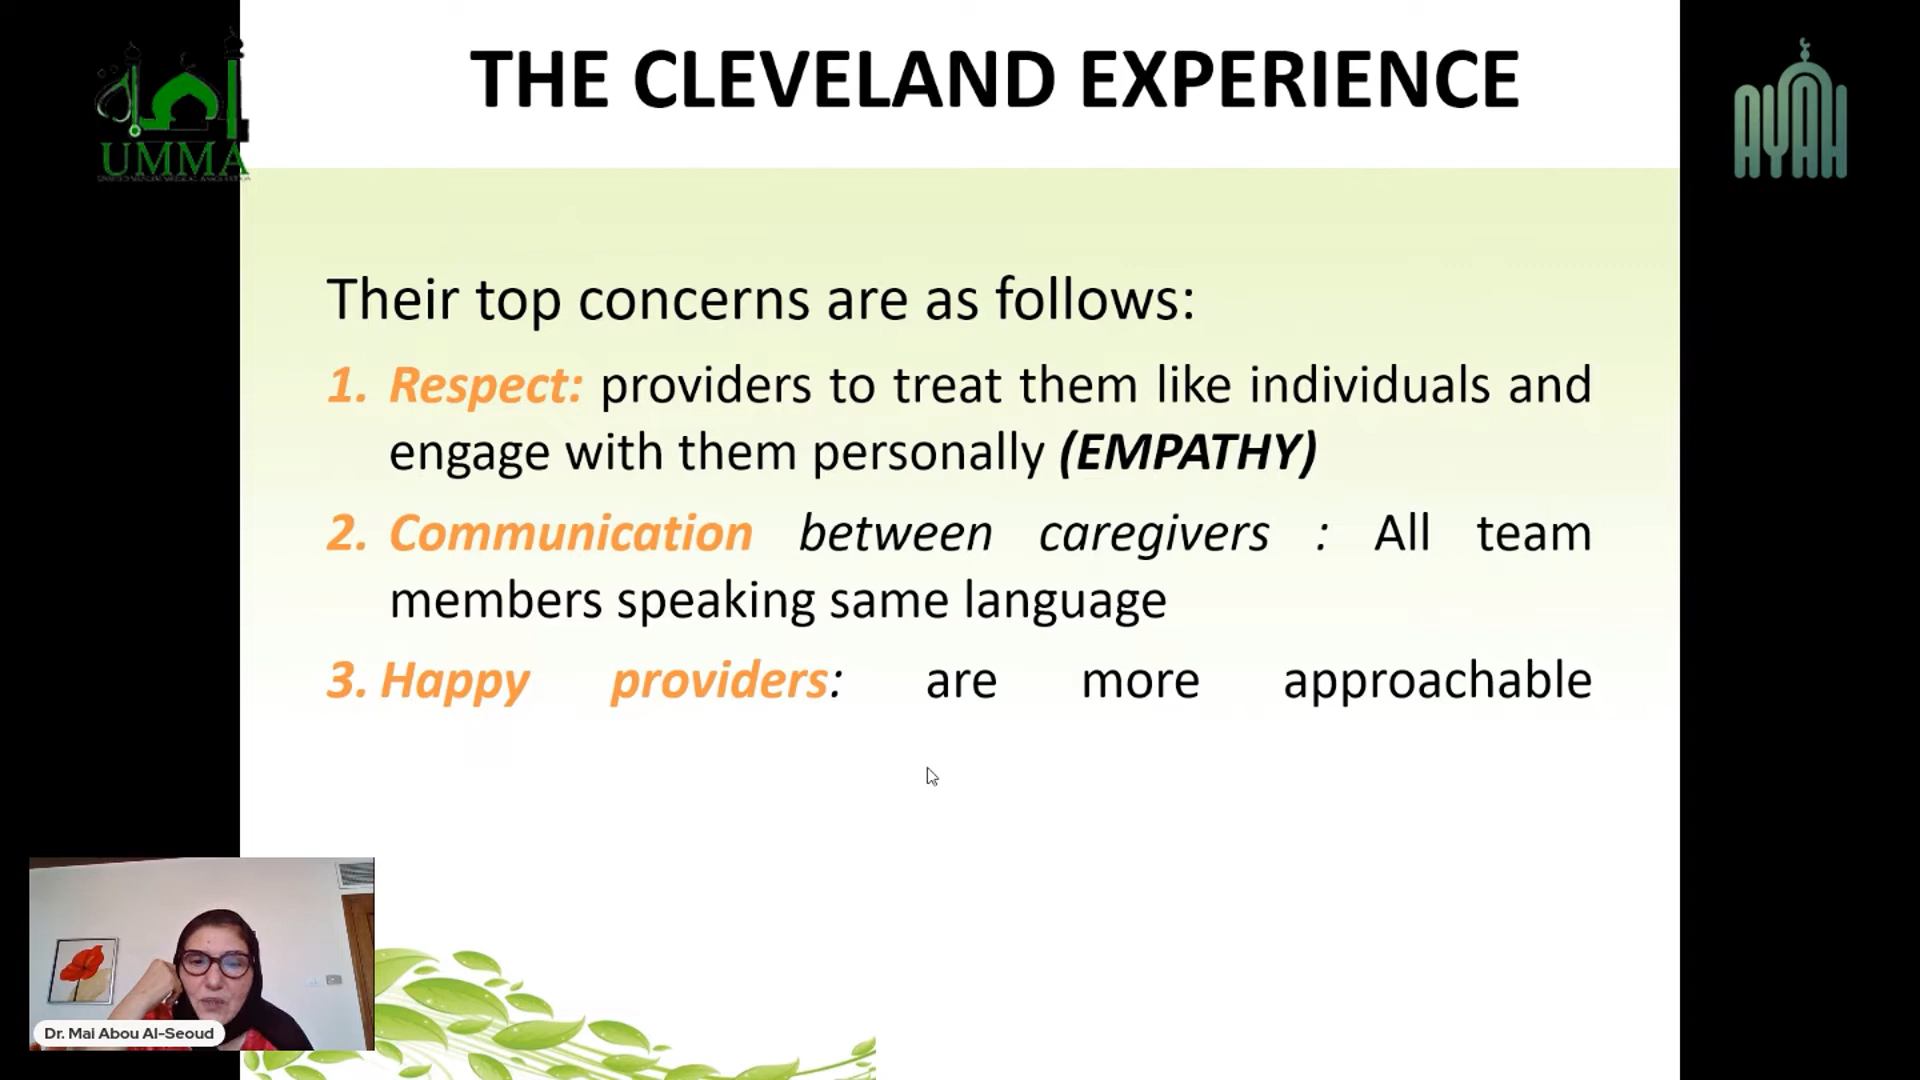 THE CLEVELAND EXPERIENCE
UMMA
AYAH
Their top concerns are as follows:
1. Respect: providers to treat them like individuals and
engage with them personally (EMPATHY)
2. Communication between caregivers : All team
members speaking same language
3. Happy providers: are more approachable
Dr. Mai Abou Al-Seoud